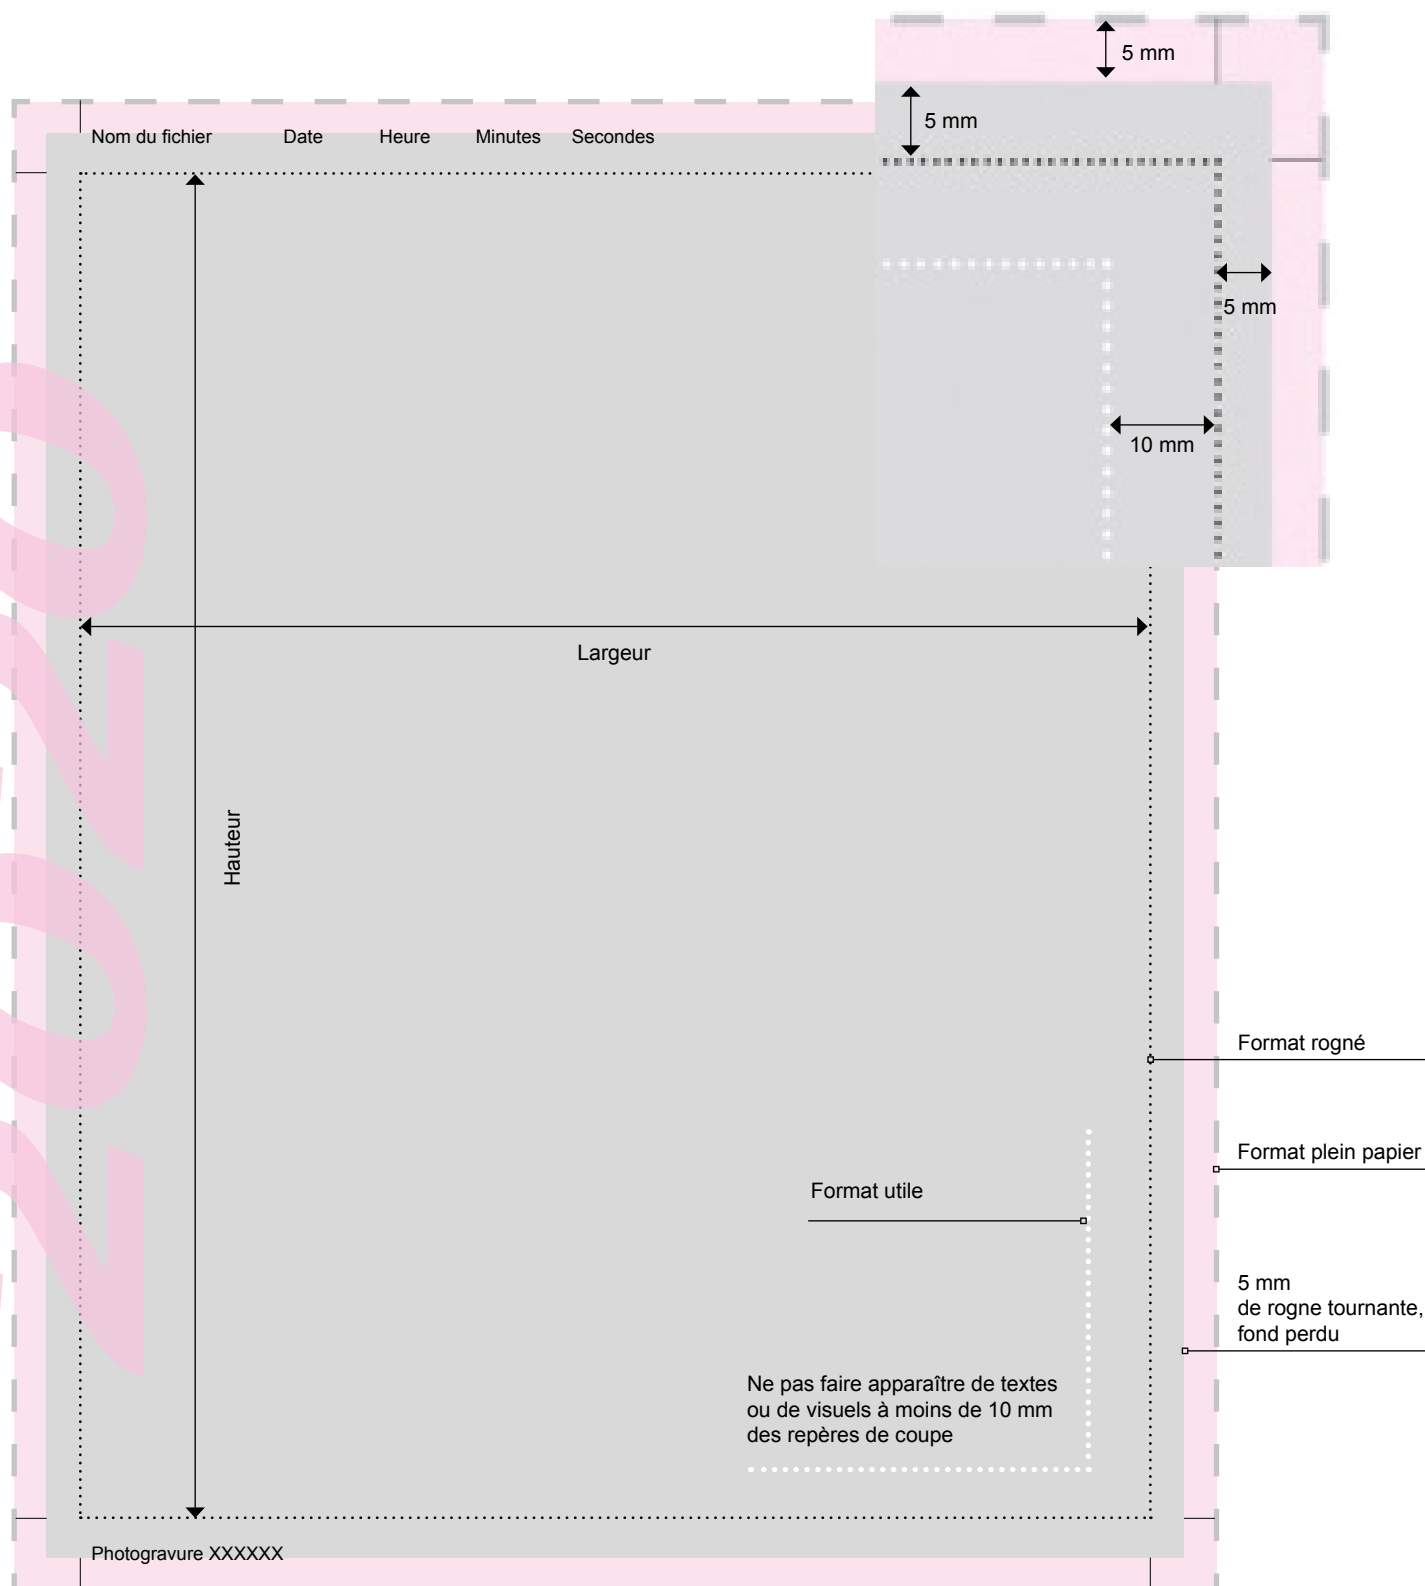 5 mm
5 mm
Nom du fichier Date Heure Minutes Secondes
5 mm
10 mm
Largeur
Hauteur
Format rogné
Format plein papier
Format utile
5 mm
de rogne tournante,
fond perdu
Ne pas faire apparaître de textes
ou de visuels à moins de 10 mm
des repères de coupe
Photogravure XXXXXX
2020